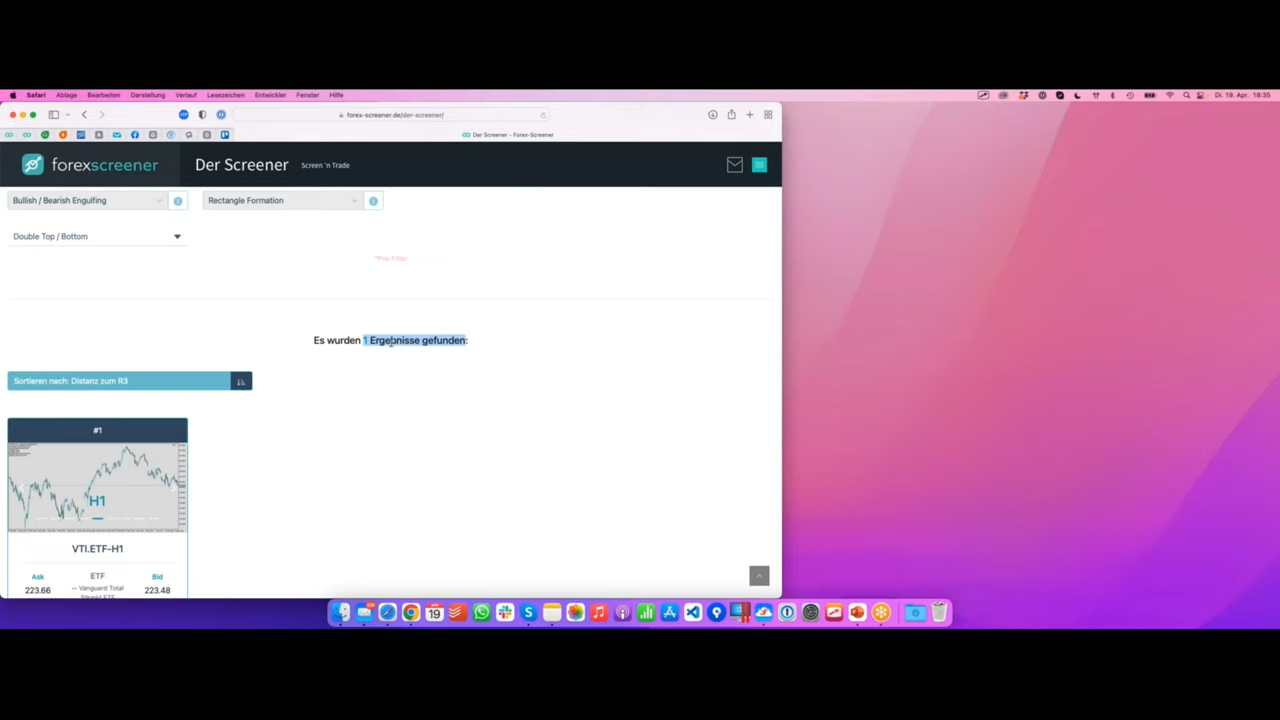 Safari Ablage Bearbeiten Darstellung Verlauf Lesezeichen Entwickler Fenster Hilfe
Di. 19. Apr. 18:35
forex-screener.de/der-screener/
Der Screener - Forex-Screener
forexscreener
Der Screener
Screen 'n Trade
Bullish / Bearish Engulfing
Rectangle Formation
Double Top / Bottom
Es wurden 1 Ergebnisse gefunden:
Sortieren nach: Distanz zum R3
#1
H1
VTI.ETF-H1
Ask
ETF
Bid
223.66
— Vanguard Total
223.48
19